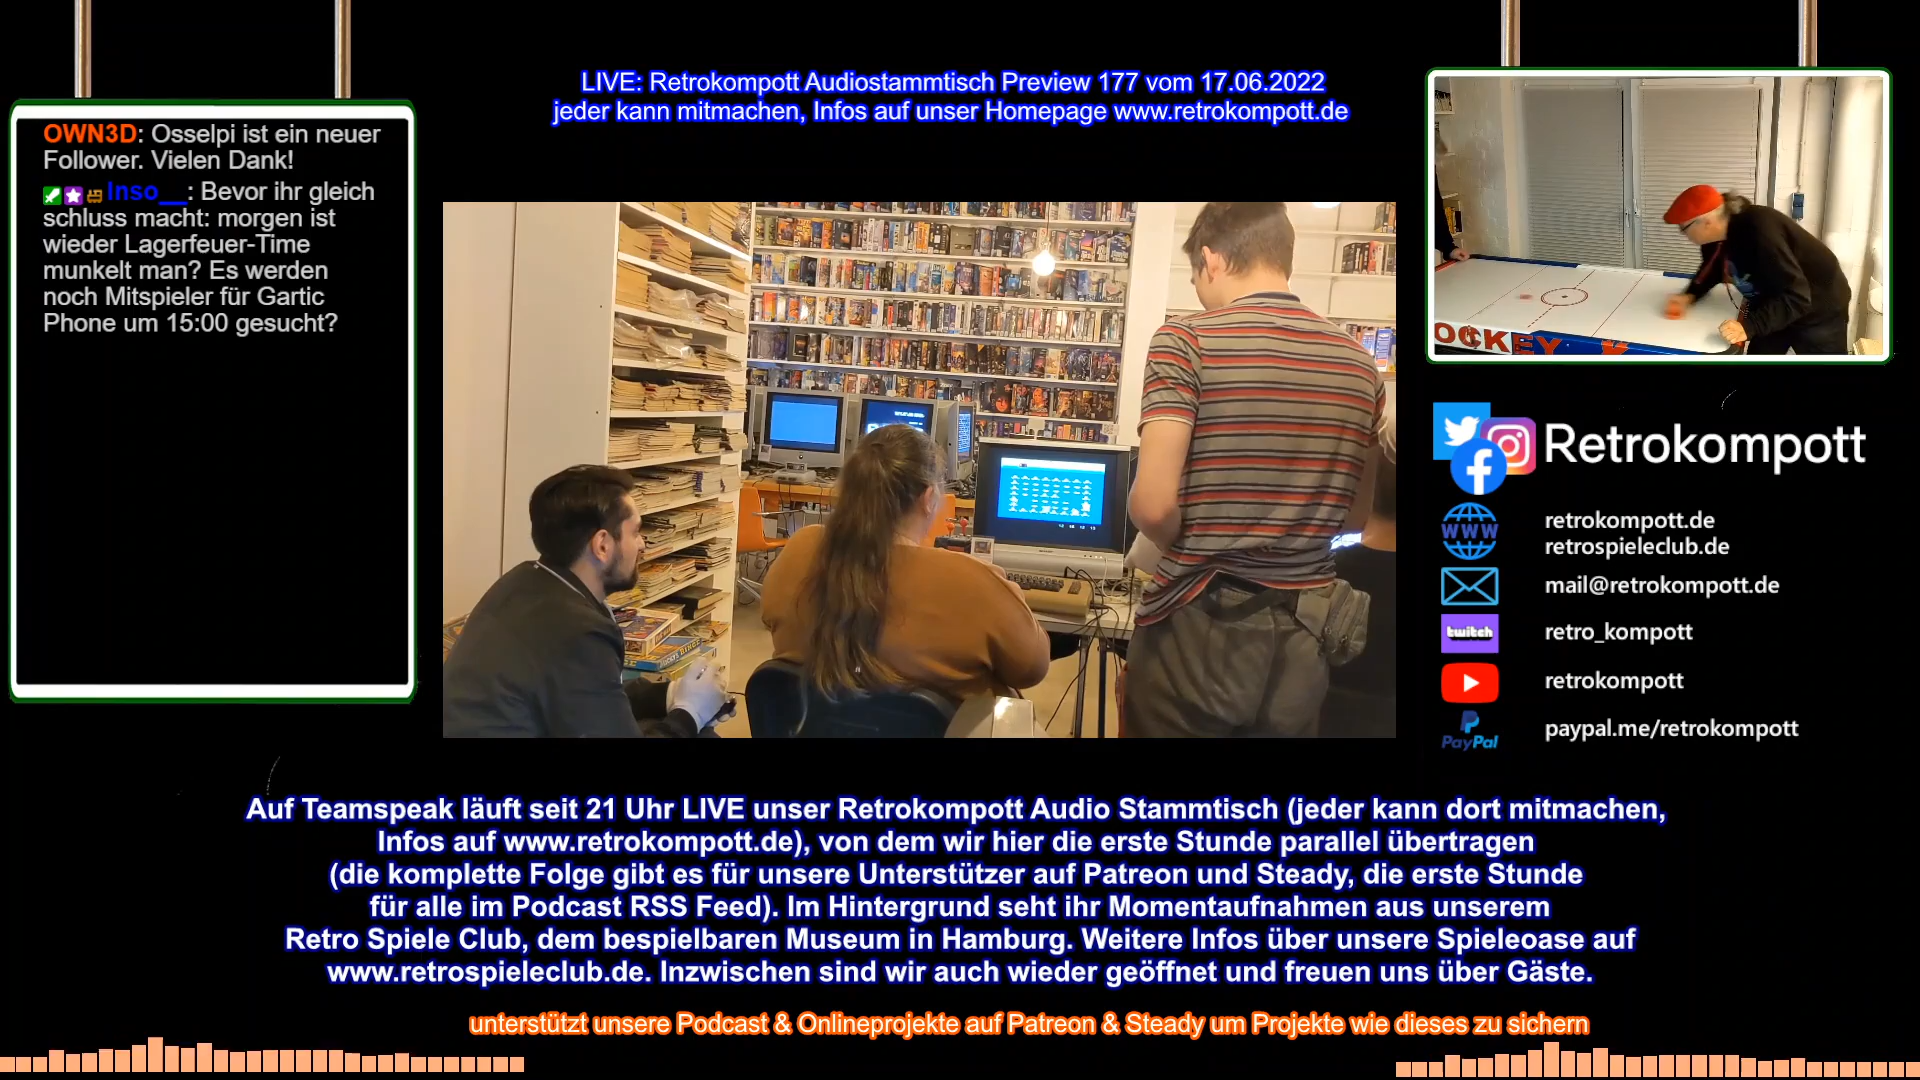 LIVE: Retrokompott Audiostammtisch Preview 177 vom 17.06.2022
jeder kann mitmachen, Infos auf unser Homepage www.retrokompott.de
OWN3D: Osselpi ist ein neuer
Follower. Vielen Dank!
Inso__: Bevor ihr gleich
schluss macht: morgen ist
wieder Lagerfeuer-Time
munkelt man? Es werden
noch Mitspieler für Gartic
Phone um 15:00 gesucht?
OCKEY
Retrokompott
WWW
retrokompott.de
retrospieleclub.de
mail@retrokompott.de
twitch
retro_kompott
retrokompott
PayPal
paypal.me/retrokompott
Auf Teamspeak läuft seit 21 Uhr LIVE unser Retrokompott Audio Stammtisch (jeder kann dort mitmachen,
Infos auf www.retrokompott.de), von dem wir hier die erste Stunde parallel übertragen
(die komplette Folge gibt es für unsere Unterstützer auf Patreon und Steady, die erste Stunde
für alle im Podcast RSS Feed). Im Hintergrund seht ihr Momentaufnahmen aus unserem
Retro Spiele Club, dem bespielbaren Museum in Hamburg. Weitere Infos über unsere Spieleoase auf
www.retrospieleclub.de. Inzwischen sind wir auch wieder geöffnet und freuen uns über Gäste.
unterstützt unsere Podcast & Onlineprojekte auf Patreon & Steady um Projekte wie dieses zu sichern